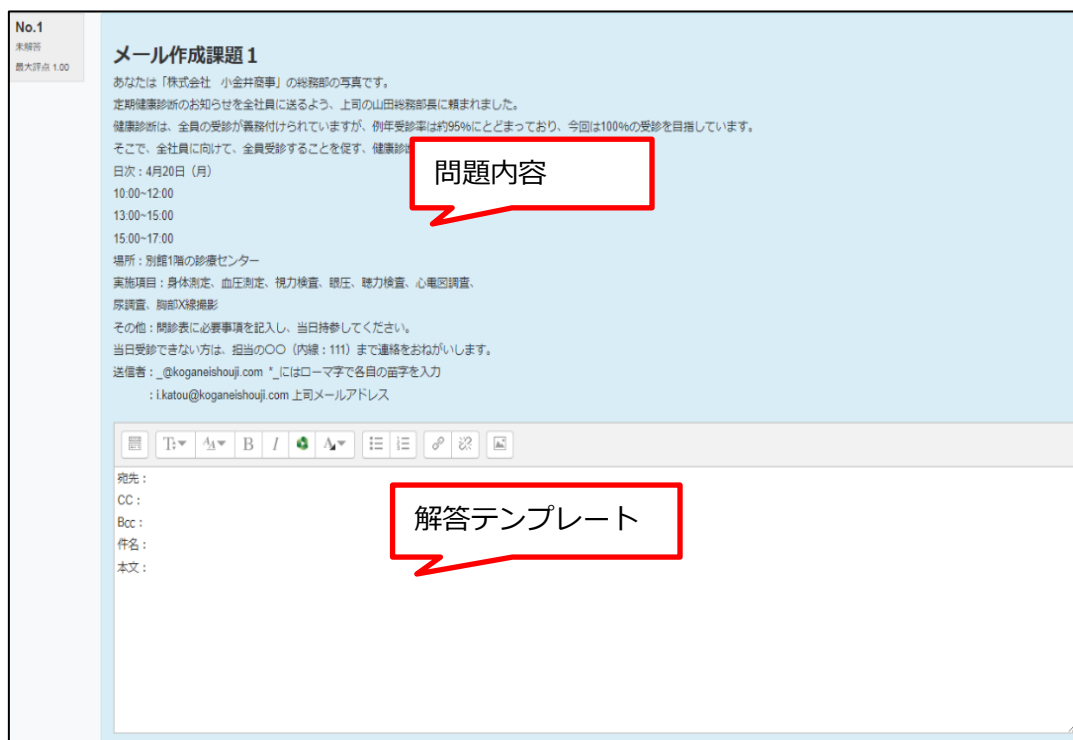 No.1
未解答
最大評点 1.00
メール作成課題1
あなたは「株式会社 小金井商事」の総務部の写真です。
定期健康診断のお知らせを全社員に送るよう、上司の山田総務部長に頼まれました。
健康診断は、全員の受診が義務付けられていますが、例年受診率は約95%にとどまっており、今回は100%の受診を目指しています。
そこで、全社員に向けて、全員受診することを促す、健康診
問題内容
日次:4月20日(月)
10:00~12:00
13:00~15:00
15:00~17:00
場所:別館1階の診療センター
実施項目:身体測定、血圧測定、視力検査、眼圧、聴力検査、心電図調査、
尿調査、胸部X線撮影
その他:問診表に必要事項を記入し、当日持参してください。
当日受診できない方は、担当の〇〇(内線:111)まで連絡をおねがいします。
送信者:_@koganeishouji.com *_にはローマ字で各自の苗字を入力
:i.katou@koganeishouji.com 上司メールアドレス
宛先:
CC:
Bcc:
件名:
本文:
解答テンプレート